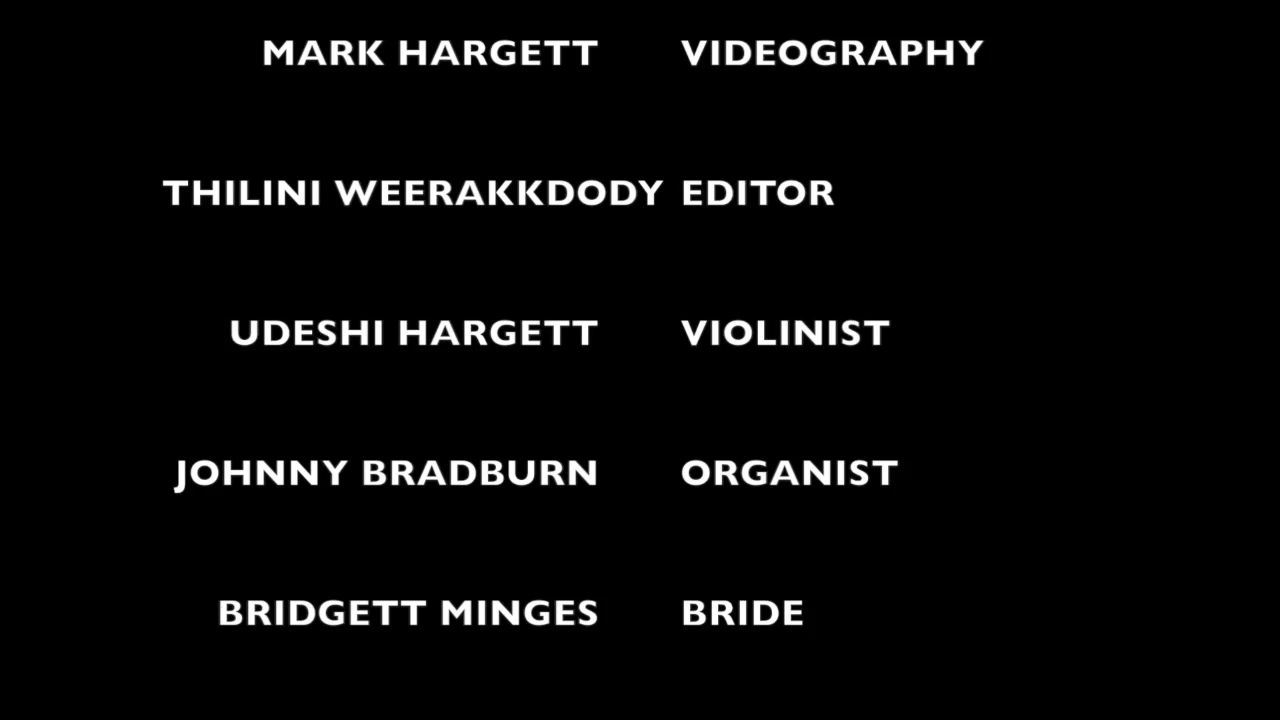 MARK HARGETT VIDEOGRAPHY
THILINI WEERAKKDODY EDITOR
UDESHI HARGETT VIOLINIST
JOHNNY BRADBURN ORGANIST
BRIDGETT MINGES BRIDE